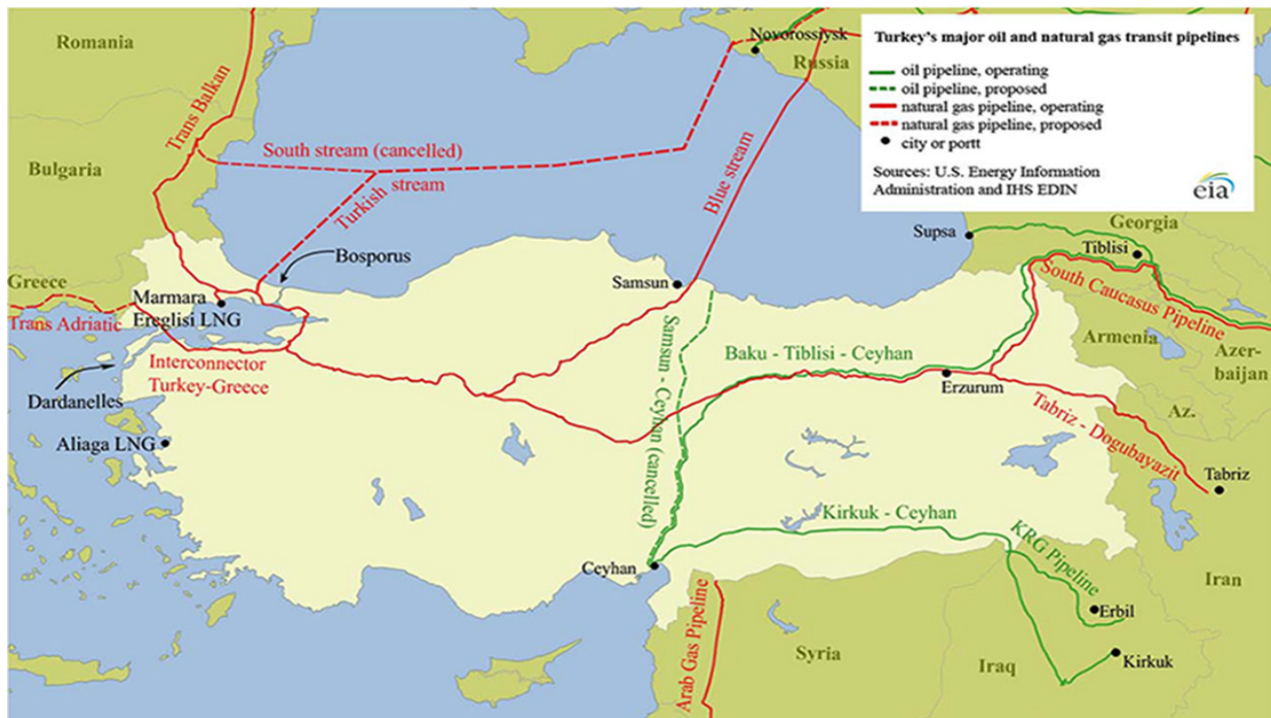 Romania
Trans Balkan
Novorossiysk
Russia
Turkey's major oil and natural gas transit pipelines
oil pipeline, operating
oil pipeline, proposed
natural gas pipeline, operating
natural gas pipeline, proposed
city or portt
Sources: U.S. Energy Information
Administration and IHS EDIN
eia
Bulgaria
South stream (cancelled)
Turkish stream
Blue stream
Georgia
Supsa
Tiblisi
South Caucasus Pipeline
Bosporus
Greece
Samsun
Marmara
Ereglisi LNG
Trans Adriatic
Armenia
Azer-
baijan
Interconnector
Turkey-Greece
Samsun - Ceyhan (cancelled)
Baku - Tiblisi - Ceyhan
Erzurum
Dardanelles
Az.
Aliaga LNG
Tabriz - Dogubayazit
Tabriz
Kirkuk - Ceyhan
KRG Pipeline
Ceyhan
Iran
Arab Gas Pipeline
Erbil
Syria
Iraq
Kirkuk